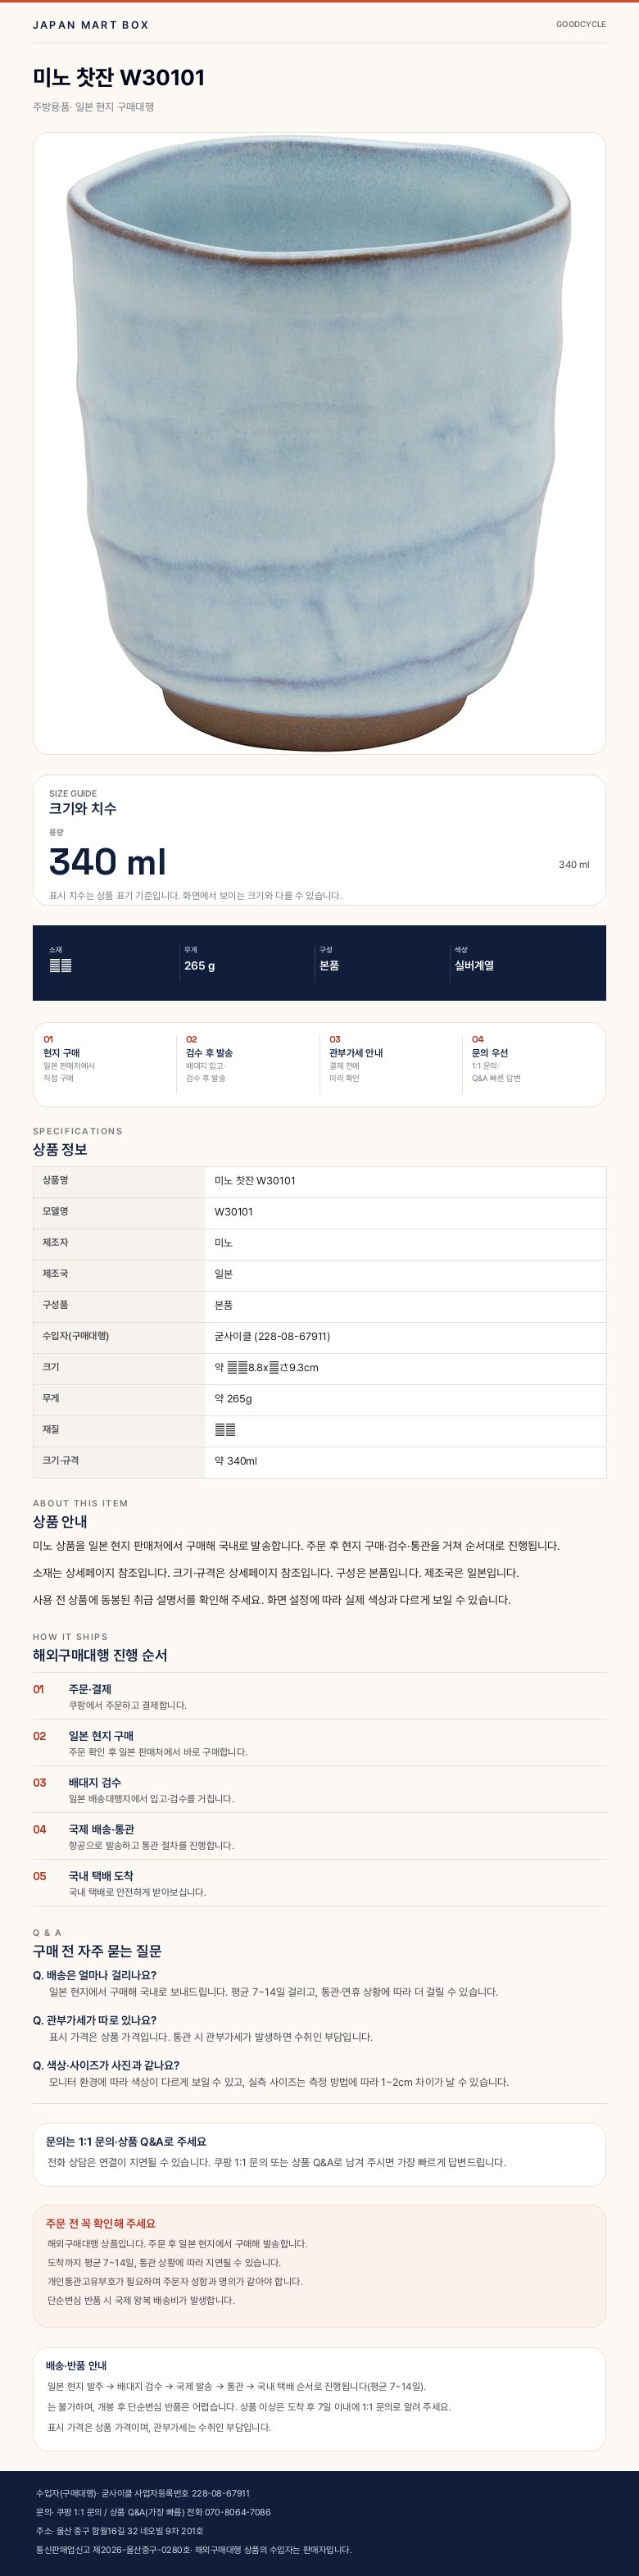 JAPAN MART BOX
GOODCYCLE
미노 찻잔 W30101
주방용품· 일본 현지 구매대행
SIZE GUIDE
크기와 치수
용량
340 ml
340 ml
표시 치수는 상품 표기 기준입니다. 화면에서 보이는 크기와 다를 수 있습니다.
소재
무게
265 g
구성
본품
색상
실버계열
01
현지 구매
일본 판매처에서
직접 구매
02
검수 후 발송
배대지 입고·
검수 후 발송
03
관부가세 안내
결제 전에
미리 확인
04
문의 우선
1:1 문의·
Q&A 빠른 답변
SPECIFICATIONS
상품 정보
상품명 미노 찻잔 W30101
모델명 W30101
제조자 미노
제조국 일본
구성품 본품
수입자(구매대행) 굳사이클 (228-08-67911)
크기 약 8.8x さ9.3cm
무게 약 265g
재질
크기·규격 약 340ml
ABOUT THIS ITEM
상품 안내
미노 상품을 일본 현지 판매처에서 구매해 국내로 발송합니다. 주문 후 현지 구매·검수·통관을 거쳐 순서대로 진행됩니다.
소재는 상세페이지 참조입니다. 크기·규격은 상세페이지 참조입니다. 구성은 본품입니다. 제조국은 일본입니다.
사용 전 상품에 동봉된 취급 설명서를 확인해 주세요. 화면 설정에 따라 실제 색상과 다르게 보일 수 있습니다.
HOW IT SHIPS
해외구매대행 진행 순서
01 주문·결제
쿠팡에서 주문하고 결제합니다.
02 일본 현지 구매
주문 확인 후 일본 판매처에서 바로 구매합니다.
03 배대지 검수
일본 배송대행지에서 입고·검수를 거칩니다.
04 국제 배송·통관
항공으로 발송하고 통관 절차를 진행합니다.
05 국내 택배 도착
국내 택배로 안전하게 받아보십니다.
Q & A
구매 전 자주 묻는 질문
Q. 배송은 얼마나 걸리나요?
일본 현지에서 구매해 국내로 보내드립니다. 평균 7~14일 걸리고, 통관·연휴 상황에 따라 더 걸릴 수 있습니다.
Q. 관부가세가 따로 있나요?
표시 가격은 상품 가격입니다. 통관 시 관부가세가 발생하면 수취인 부담입니다.
Q. 색상·사이즈가 사진과 같나요?
모니터 환경에 따라 색상이 다르게 보일 수 있고, 실측 사이즈는 측정 방법에 따라 1~2cm 차이가 날 수 있습니다.
문의는 1:1 문의·상품 Q&A로 주세요
전화 상담은 연결이 지연될 수 있습니다. 쿠팡 1:1 문의 또는 상품 Q&A로 남겨 주시면 가장 빠르게 답변드립니다.
주문 전 꼭 확인해 주세요
해외구매대행 상품입니다. 주문 후 일본 현지에서 구매해 발송합니다.
도착까지 평균 7~14일, 통관 상황에 따라 지연될 수 있습니다.
개인통관고유부호가 필요하며 주문자 성함과 명의가 같아야 합니다.
단순변심 반품 시 국제 왕복 배송비가 발생합니다.
배송·반품 안내
일본 현지 발주 → 배대지 검수 → 국제 발송 → 통관 → 국내 택배 순서로 진행됩니다(평균 7~14일).
는 불가하며, 개봉 후 단순변심 반품은 어렵습니다. 상품 이상은 도착 후 7일 이내에 1:1 문의로 알려 주세요.
표시 가격은 상품 가격이며, 관부가세는 수취인 부담입니다.
수입자(구매대행)· 굳사이클 사업자등록번호 228-08-67911
문의· 쿠팡 1:1 문의 / 상품 Q&A(가장 빠름) 전화 070-8064-7086
주소· 울산 중구 함월16길 32 네오빌 9차 201호
통신판매업신고 제2026-울산중구-0280호· 해외구매대행 상품의 수입자는 판매자입니다.